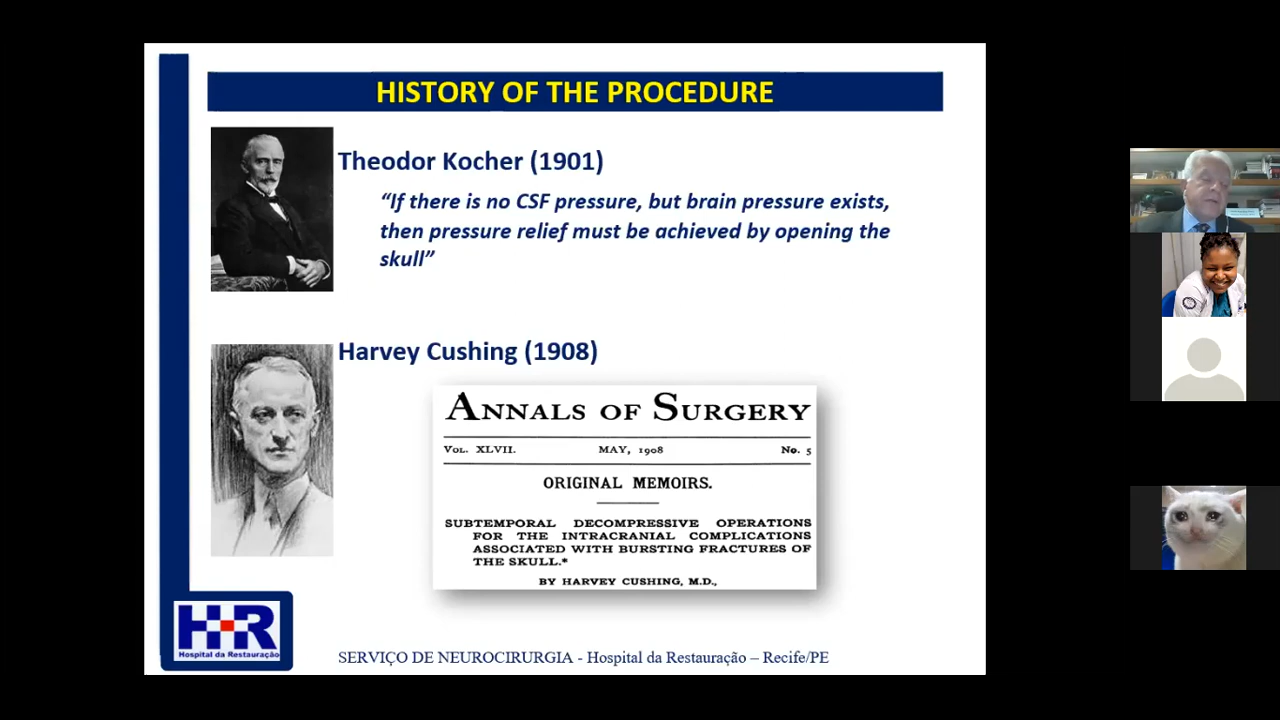 HISTORY OF THE PROCEDURE
Theodor Kocher (1901)
“If there is no CSF pressure, but brain pressure exists,
then pressure relief must be achieved by opening the
skull”
Harvey Cushing (1908)
ANNALS OF SURGERY
VOL. XLVII. MAY, 1908 No. 5
ORIGINAL MEMOIRS.
SUBTEMPORAL DECOMPRESSIVE OPERATIONS
FOR THE INTRACRANIAL COMPLICATIONS
ASSOCIATED WITH BURSTING FRACTURES OF
THE SKULL.*
BY HARVEY CUSHING, M.D.,
HR
Hospital da Restauração
SERVIÇO DE NEUROCIRURGIA - Hospital da Restauração – Recife/PE